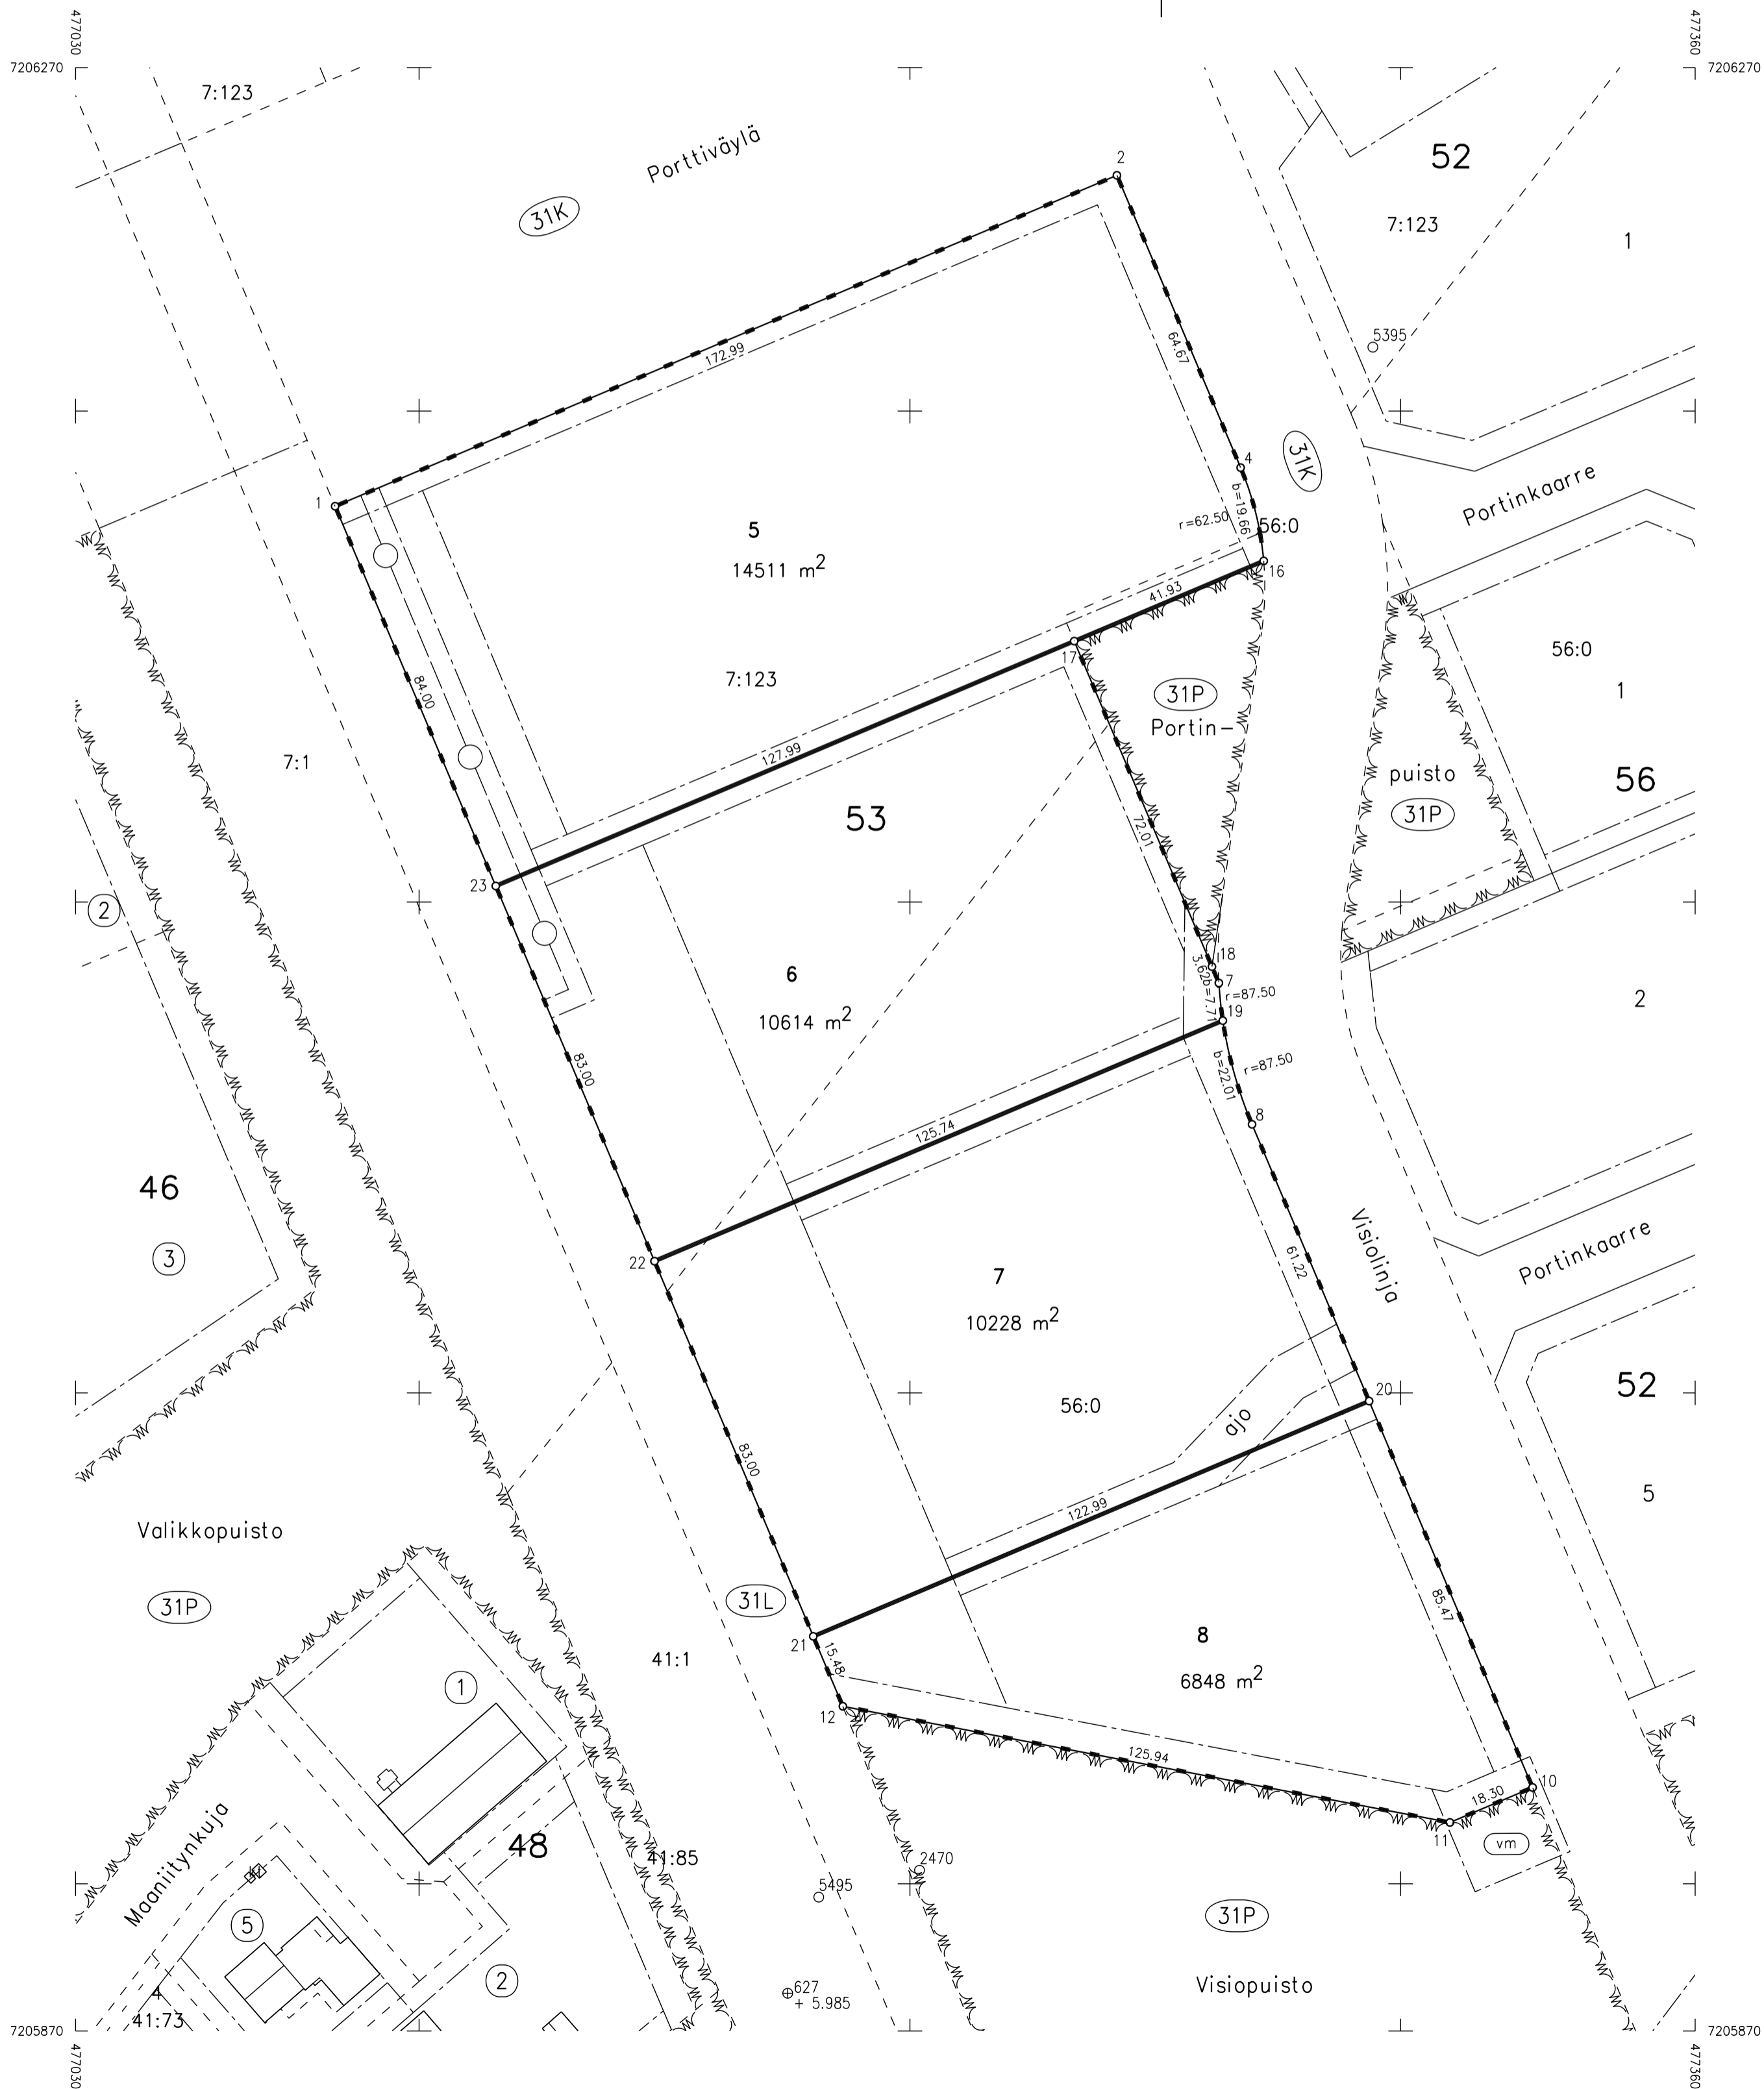 477030
477360
7206270
7206270
7:123
Porttiväylä
31K
2
52
7:123
1
5395
172.99
64.67
4
31K
b=19.66
r=62.50
56:0
16
Portinkaarre
1
5
14511 m2
41.93
17
7:123
84.00
7:1
127.99
31P
Portin-
puisto
31P
56:0
1
56
53
72.01
23
2
6
10614 m2
18
3.62
7
b=7.71
r=87.50
19
2
83.00
b=22.01
r=87.50
8
125.74
46
3
Visiolinja
61.22
Portinkaarre
22
7
10228 m2
56:0
ajo
20
52
5
83.00
122.99
Valikkopuisto
31P
31L
21
15.48
41:1
8
6848 m2
85.47
1
12
125.94
10
18.30
11
vm
Maaniitynkuja
48
41:85
2470
5495
5
31P
2
Visiopuisto
627
+ 5.985
4
41:73
7205870
7205870
477030
477360